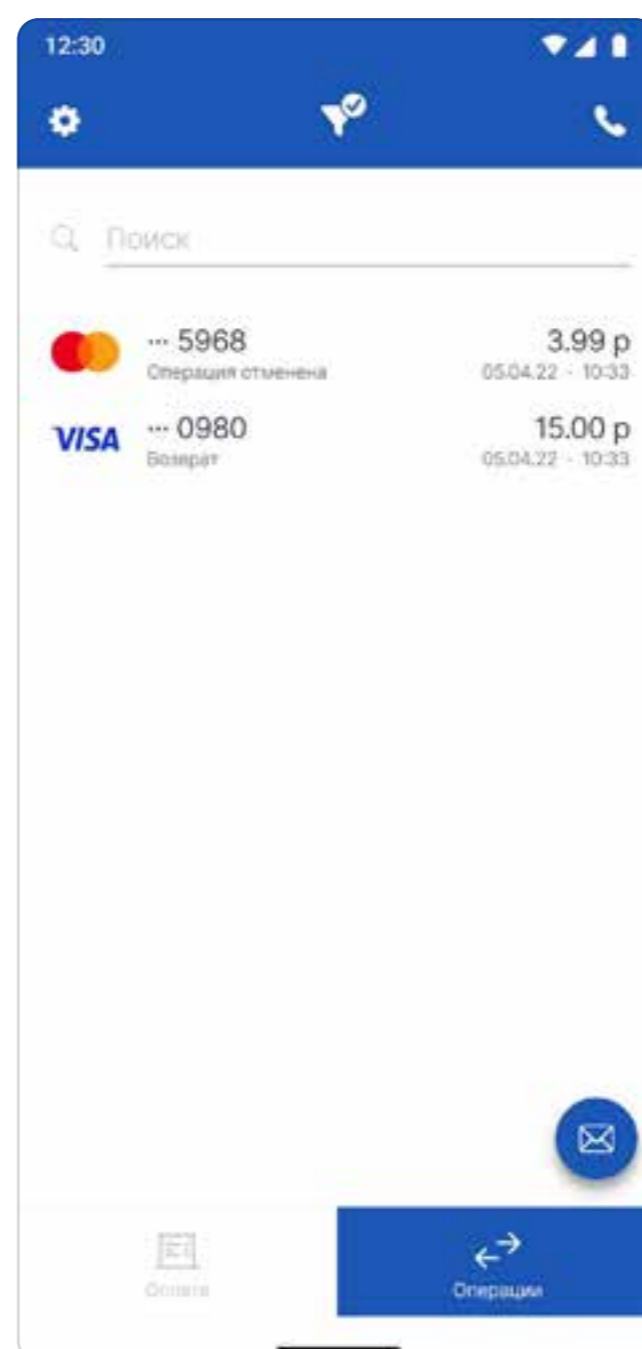 12:30
Поиск
··· 5968 3.99 р
Операция отменена 05.04.22 - 10:33
VISA ··· 0980 15.00 р
Возврат 05.04.22 - 10:33
Оплата Операции